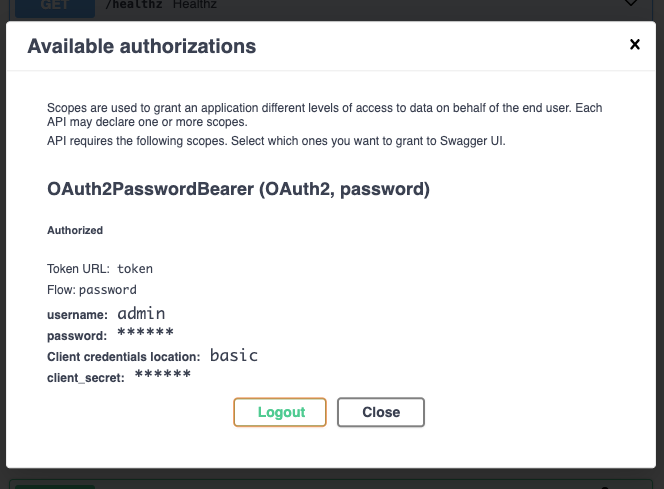 GET /healthz Healthz
Available authorizations
Scopes are used to grant an application different levels of access to data on behalf of the end user. Each
API may declare one or more scopes.
API requires the following scopes. Select which ones you want to grant to Swagger UI.
OAuth2PasswordBearer (OAuth2, password)
Authorized
Token URL: token
Flow: password
username: admin
password: ******
Client credentials location: basic
client_secret: ******
Logout Close